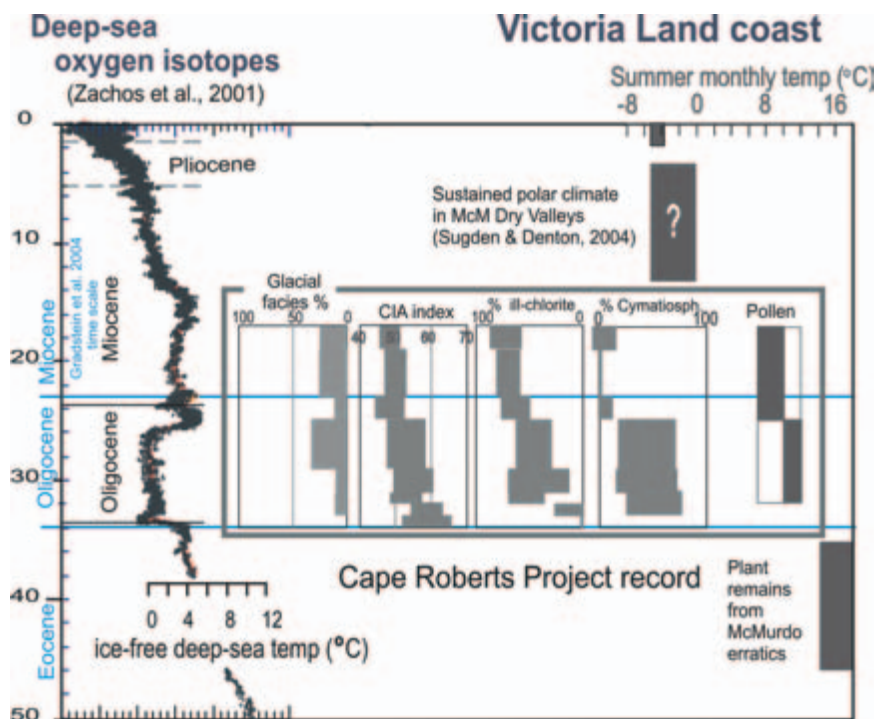 Deep-sea
oxygen isotopes
(Zachos et al., 2001)
Victoria Land coast
Summer monthly temp (°C)
-8 0 8 16
0
10
20
30
40
50
Pliocene
Miocene
Oligocene
Miocene
Oligocene
Eocene
Gradstein et al. 2004
time scale
Sustained polar climate
in McM Dry Valleys
(Sugden & Denton, 2004)
?
Glacial
facies %
100 50 0
CIA index
40 50 60 70
% ill-chlorite
100 0
% Cymatiosph
0 100
Pollen
Cape Roberts Project record
Plant
remains
from
McMurdo
erratics
0 4 8 12
ice-free deep-sea temp (°C)